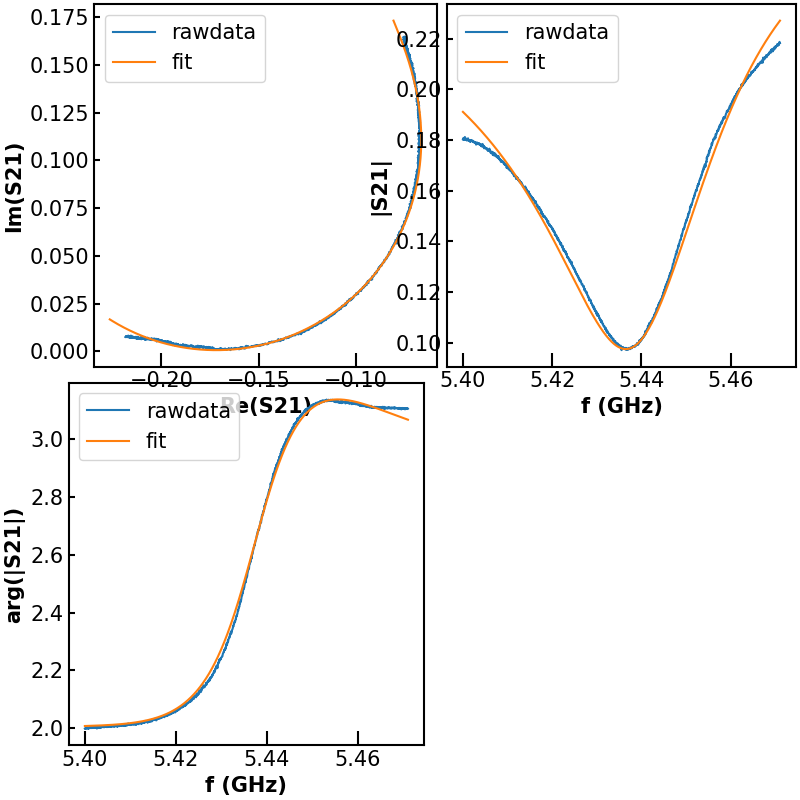 0.175
0.150
0.125
0.100
0.075
0.050
0.025
0.000
Im(S21)
rawdata
fit
−0.20
−0.15
−0.10
Re(S21)
0.22
0.20
0.18
0.16
0.14
0.12
0.10
|S21|
rawdata
fit
5.40
5.42
5.44
5.46
f (GHz)
3.0
2.8
2.6
2.4
2.2
2.0
arg(|S21|)
rawdata
fit
5.40
5.42
5.44
5.46
f (GHz)